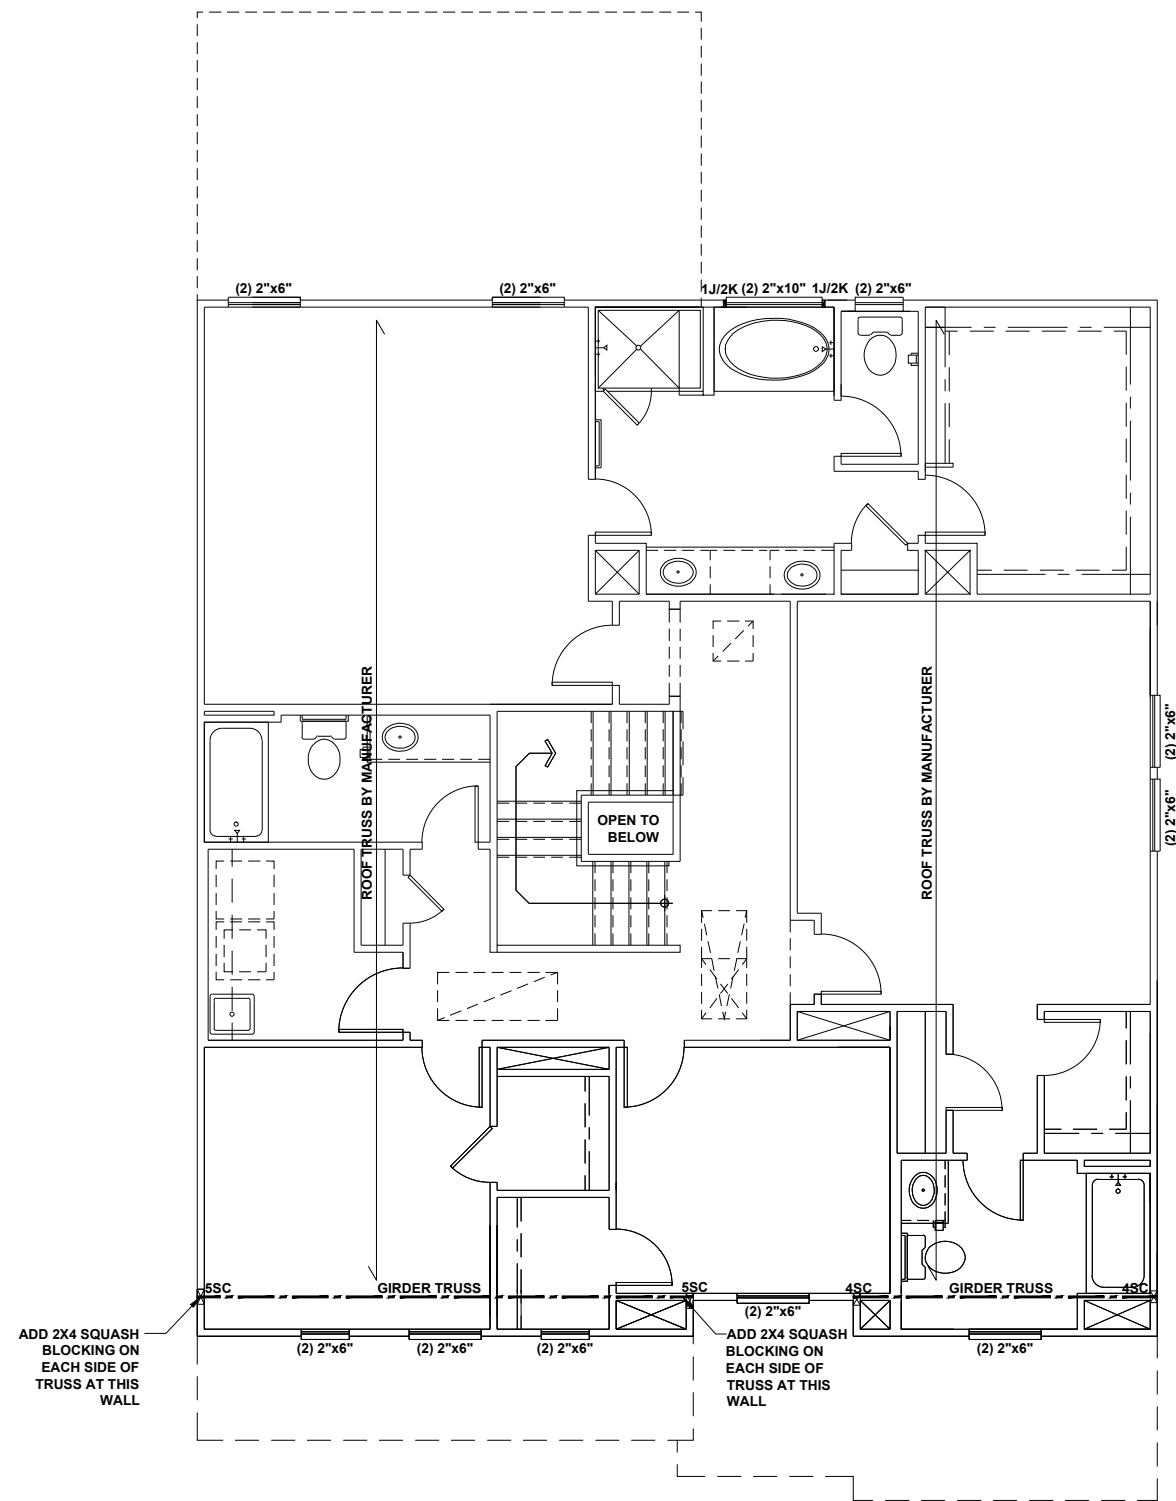 (2) 2"x6"
(2) 2"x6"
1J/2K
(2) 2"x10"
1J/2K
(2) 2"x6"
ROOF TRUSS BY MANUFACTURER
ROOF TRUSS BY MANUFACTURER
(2) 2"x6"
(2) 2"x6"
OPEN TO
BELOW
5SC
GIRDER TRUSS
5SC
4SC
GIRDER TRUSS
4SC
(2) 2"x6"
ADD 2X4 SQUASH
BLOCKING ON
EACH SIDE OF
TRUSS AT THIS
WALL
(2) 2"x6"
(2) 2"x6"
(2) 2"x6"
ADD 2X4 SQUASH
BLOCKING ON
EACH SIDE OF
TRUSS AT THIS
WALL
(2) 2"x6"